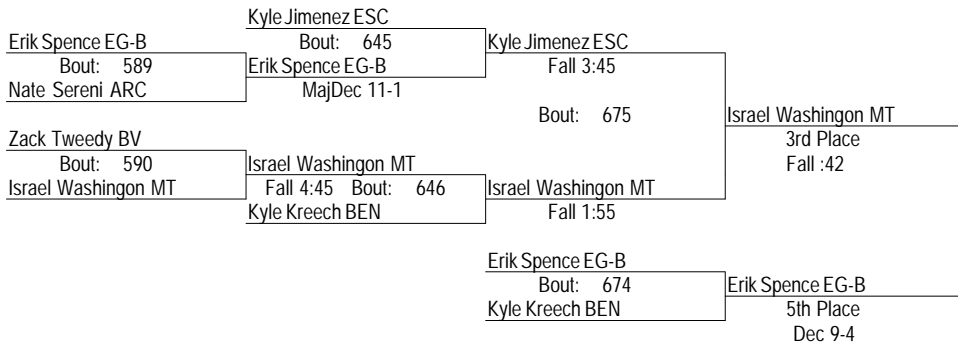 Kyle Jimenez ESC
Erik Spence EG-B
Bout: 645
Kyle Jimenez ESC
Bout: 589
Erik Spence EG-B
Fall 3:45
Nate Sereni ARC
MajDec 11-1
Bout: 675
Israel Washingon MT
Zack Tweedy BV
3rd Place
Bout: 590
Israel Washingon MT
Fall :42
Israel Washingon MT
Fall 4:45 Bout: 646
Israel Washingon MT
Kyle Kreech BEN
Fall 1:55
Erik Spence EG-B
Bout: 674
Erik Spence EG-B
Kyle Kreech BEN
5th Place
Dec 9-4